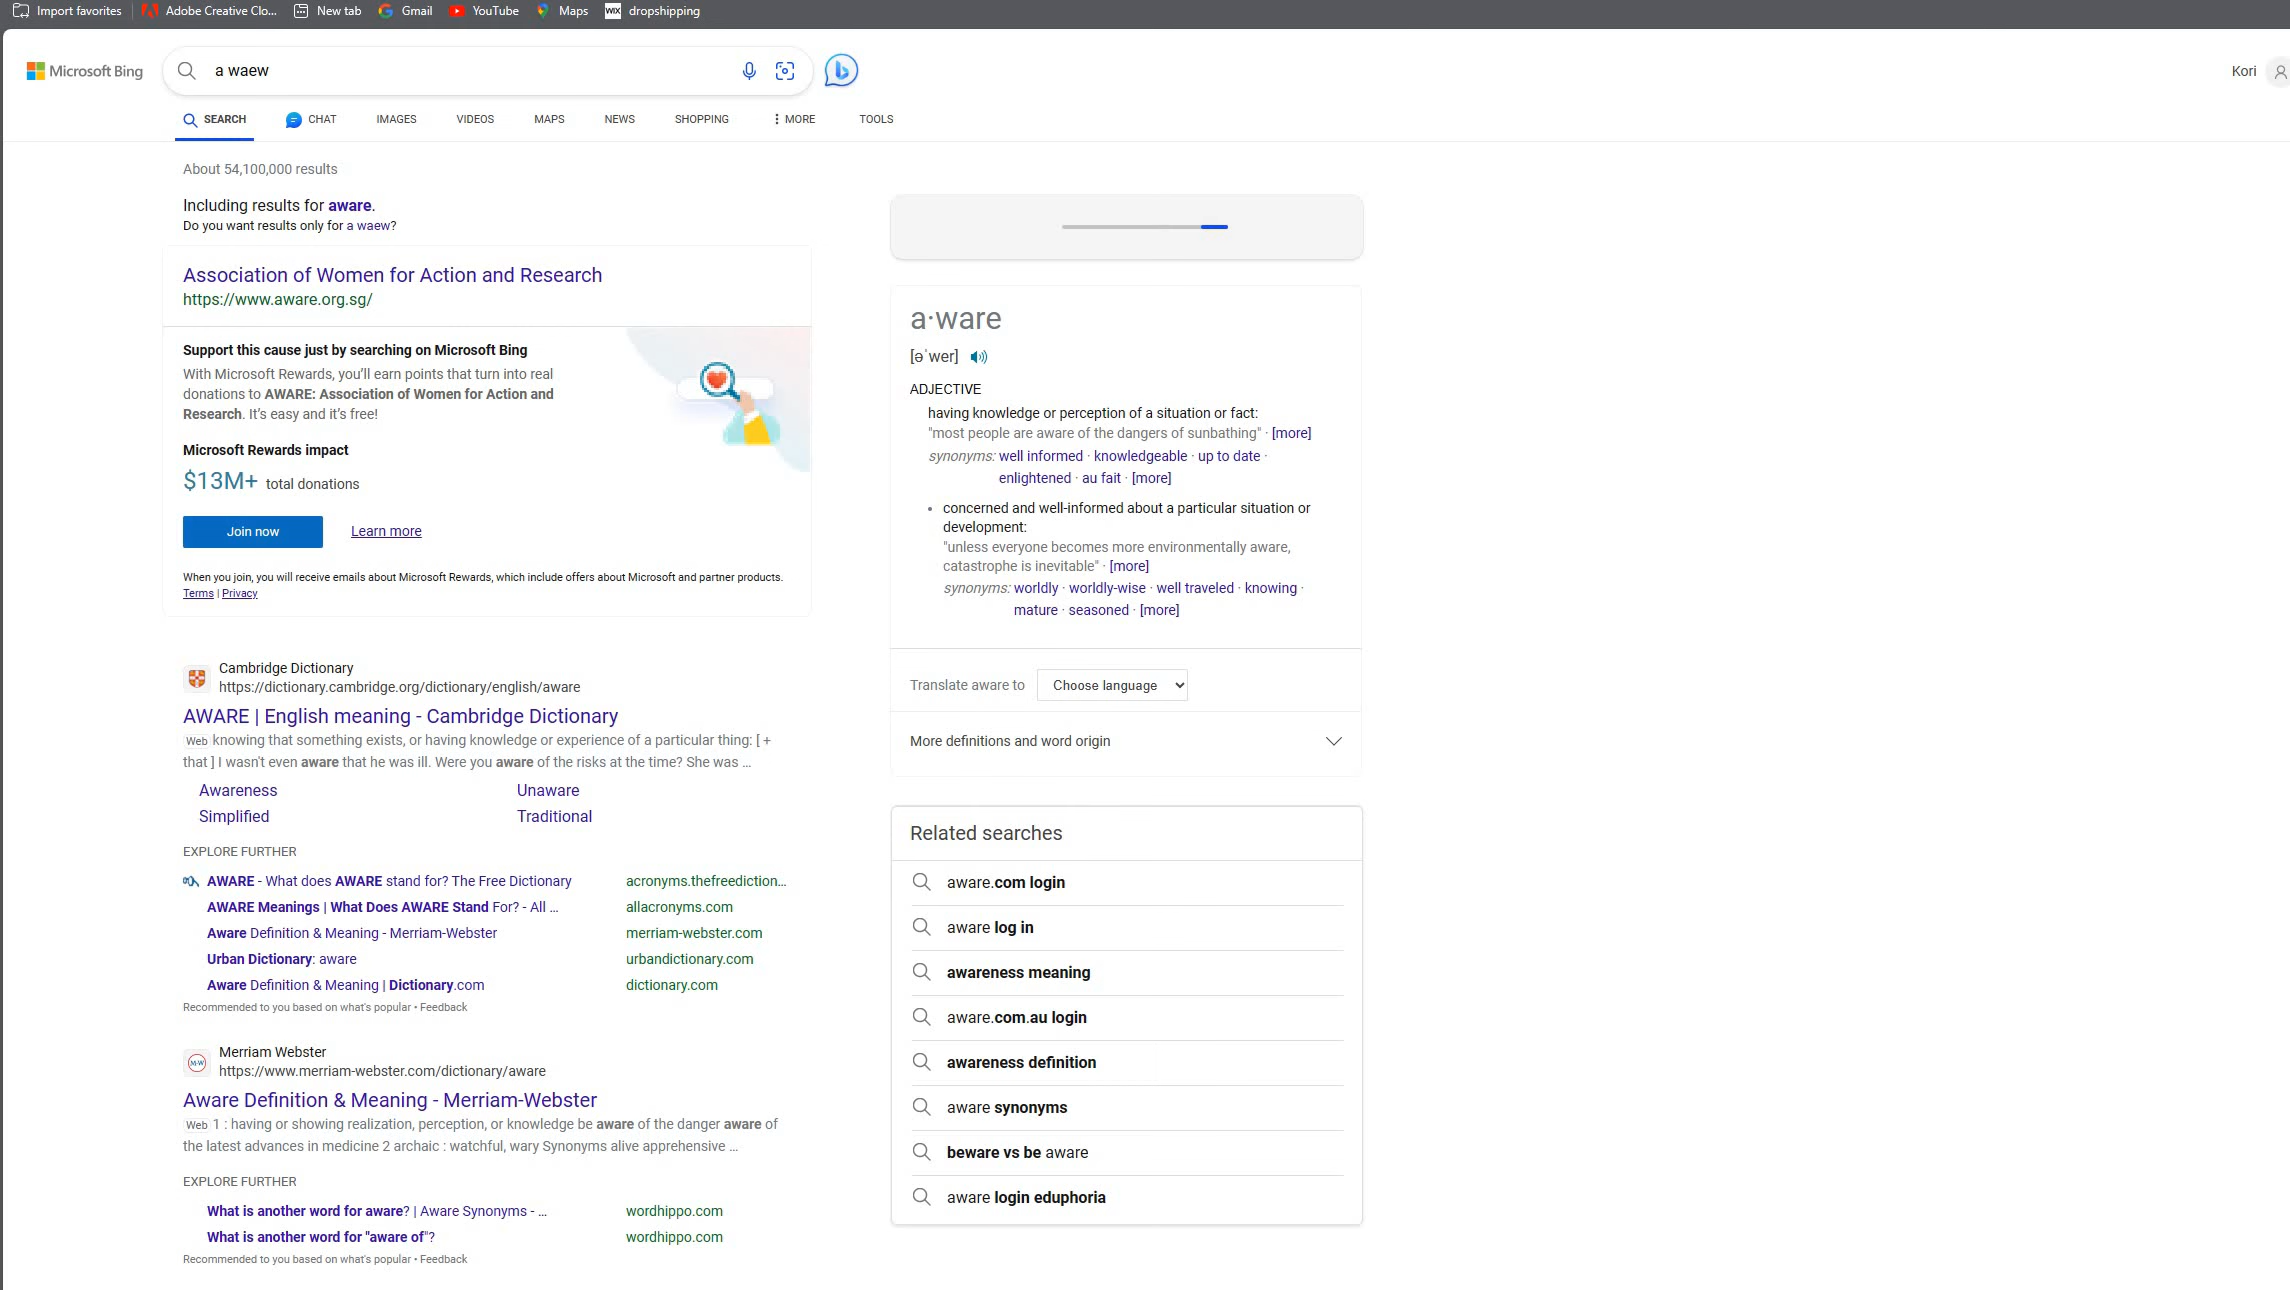 Import favorites
Adobe Creative Clo...
New tab
Gmail
YouTube
Maps
WIX dropshipping
Microsoft Bing
a waew
Kori
SEARCH
CHAT
IMAGES
VIDEOS
MAPS
NEWS
SHOPPING
MORE
TOOLS
About 54,100,000 results
Including results for aware.
Do you want results only for a waew?
Association of Women for Action and Research
https://www.aware.org.sg/
Support this cause just by searching on Microsoft Bing
With Microsoft Rewards, you'll earn points that turn into real
donations to AWARE: Association of Women for Action and
Research. It's easy and it's free!
Microsoft Rewards impact
$13M+ total donations
Join now
Learn more
When you join, you will receive emails about Microsoft Rewards, which include offers about Microsoft and partner products.
Terms | Privacy
Cambridge Dictionary
https://dictionary.cambridge.org/dictionary/english/aware
AWARE | English meaning - Cambridge Dictionary
Web knowing that something exists, or having knowledge or experience of a particular thing: [ +
that ] I wasn't even aware that he was ill. Were you aware of the risks at the time? She was ...
Awareness
Unaware
Simplified
Traditional
EXPLORE FURTHER
AWARE - What does AWARE stand for? The Free Dictionary
acronyms.thefreediction...
AWARE Meanings | What Does AWARE Stand For? - All ...
allacronyms.com
Aware Definition & Meaning - Merriam-Webster
merriam-webster.com
Urban Dictionary: aware
urbandictionary.com
Aware Definition & Meaning | Dictionary.com
dictionary.com
Recommended to you based on what's popular • Feedback
M-W
Merriam Webster
https://www.merriam-webster.com/dictionary/aware
Aware Definition & Meaning - Merriam-Webster
Web 1 : having or showing realization, perception, or knowledge be aware of the danger aware of
the latest advances in medicine 2 archaic : watchful, wary Synonyms alive apprehensive ...
EXPLORE FURTHER
What is another word for aware? | Aware Synonyms - ...
wordhippo.com
What is another word for "aware of"?
wordhippo.com
Recommended to you based on what's popular • Feedback
a·ware
[əˈwer]
ADJECTIVE
having knowledge or perception of a situation or fact:
"most people are aware of the dangers of sunbathing" · [more]
synonyms: well informed · knowledgeable · up to date ·
enlightened · au fait · [more]
• concerned and well-informed about a particular situation or
development:
"unless everyone becomes more environmentally aware,
catastrophe is inevitable" · [more]
synonyms: worldly · worldly-wise · well traveled · knowing ·
mature · seasoned · [more]
Translate aware to
Choose language
More definitions and word origin
Related searches
aware.com login
aware log in
awareness meaning
aware.com.au login
awareness definition
aware synonyms
beware vs be aware
aware login eduphoria